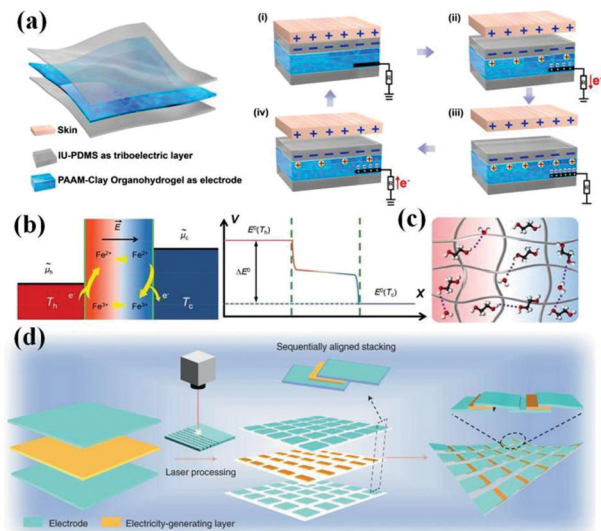 (a)
(i)
(ii)
R
R
e⁻
(iv)
(iii)
R
e⁻
R
Skin
IU-PDMS as triboelectric layer
PAAM-Clay Organohydrogel as electrode
(b)
E
μ̃h
μ̃c
Fe²⁺
Fe²⁺
e⁻
e⁻
Fe³⁺
Fe³⁺
Th
Tc
V
E⁰(Th)
ΔE⁰
E⁰(Tc)
X
(c)
(d)
Sequentially aligned stacking
Laser processing
Electrode
Electricity-generating layer